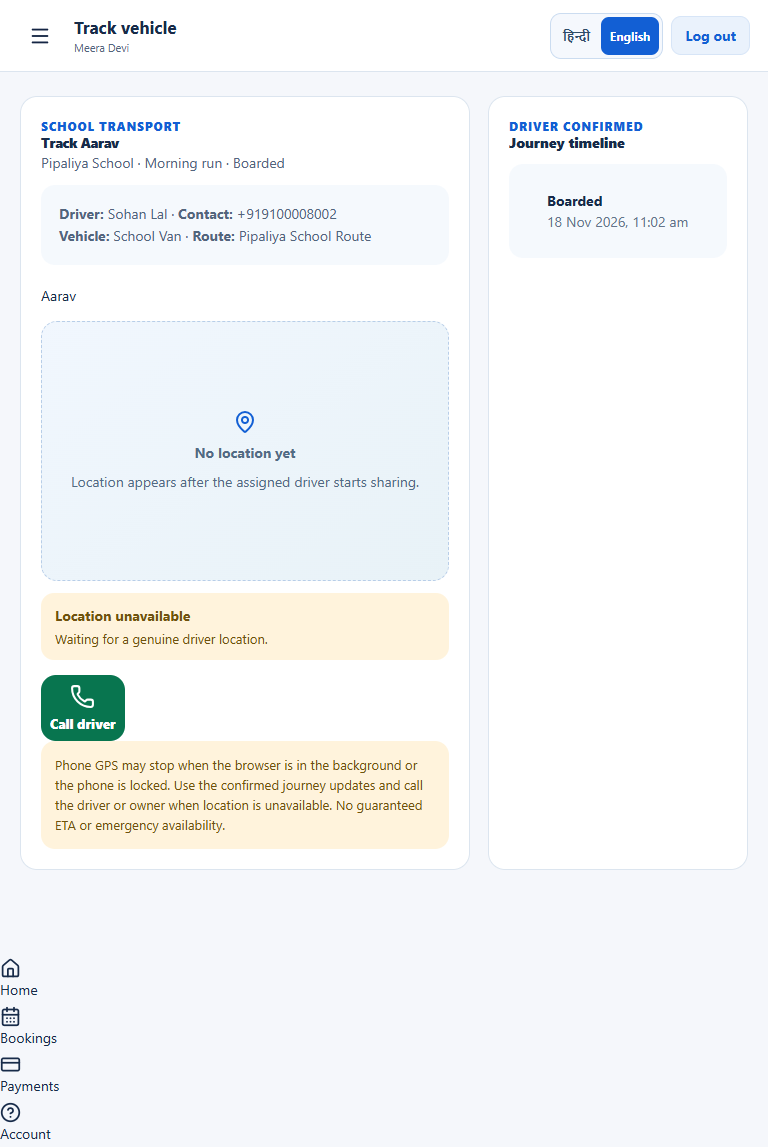 Track vehicle
Meera Devi
हिन्दी
English
Log out
SCHOOL TRANSPORT
Track Aarav
Pipaliya School · Morning run · Boarded
Driver: Sohan Lal · Contact: +919100008002
Vehicle: School Van · Route: Pipaliya School Route
Aarav
No location yet
Location appears after the assigned driver starts sharing.
Location unavailable
Waiting for a genuine driver location.
Call driver
Phone GPS may stop when the browser is in the background or
the phone is locked. Use the confirmed journey updates and call
the driver or owner when location is unavailable. No guaranteed
ETA or emergency availability.
DRIVER CONFIRMED
Journey timeline
Boarded
18 Nov 2026, 11:02 am
Home
Bookings
Payments
Account